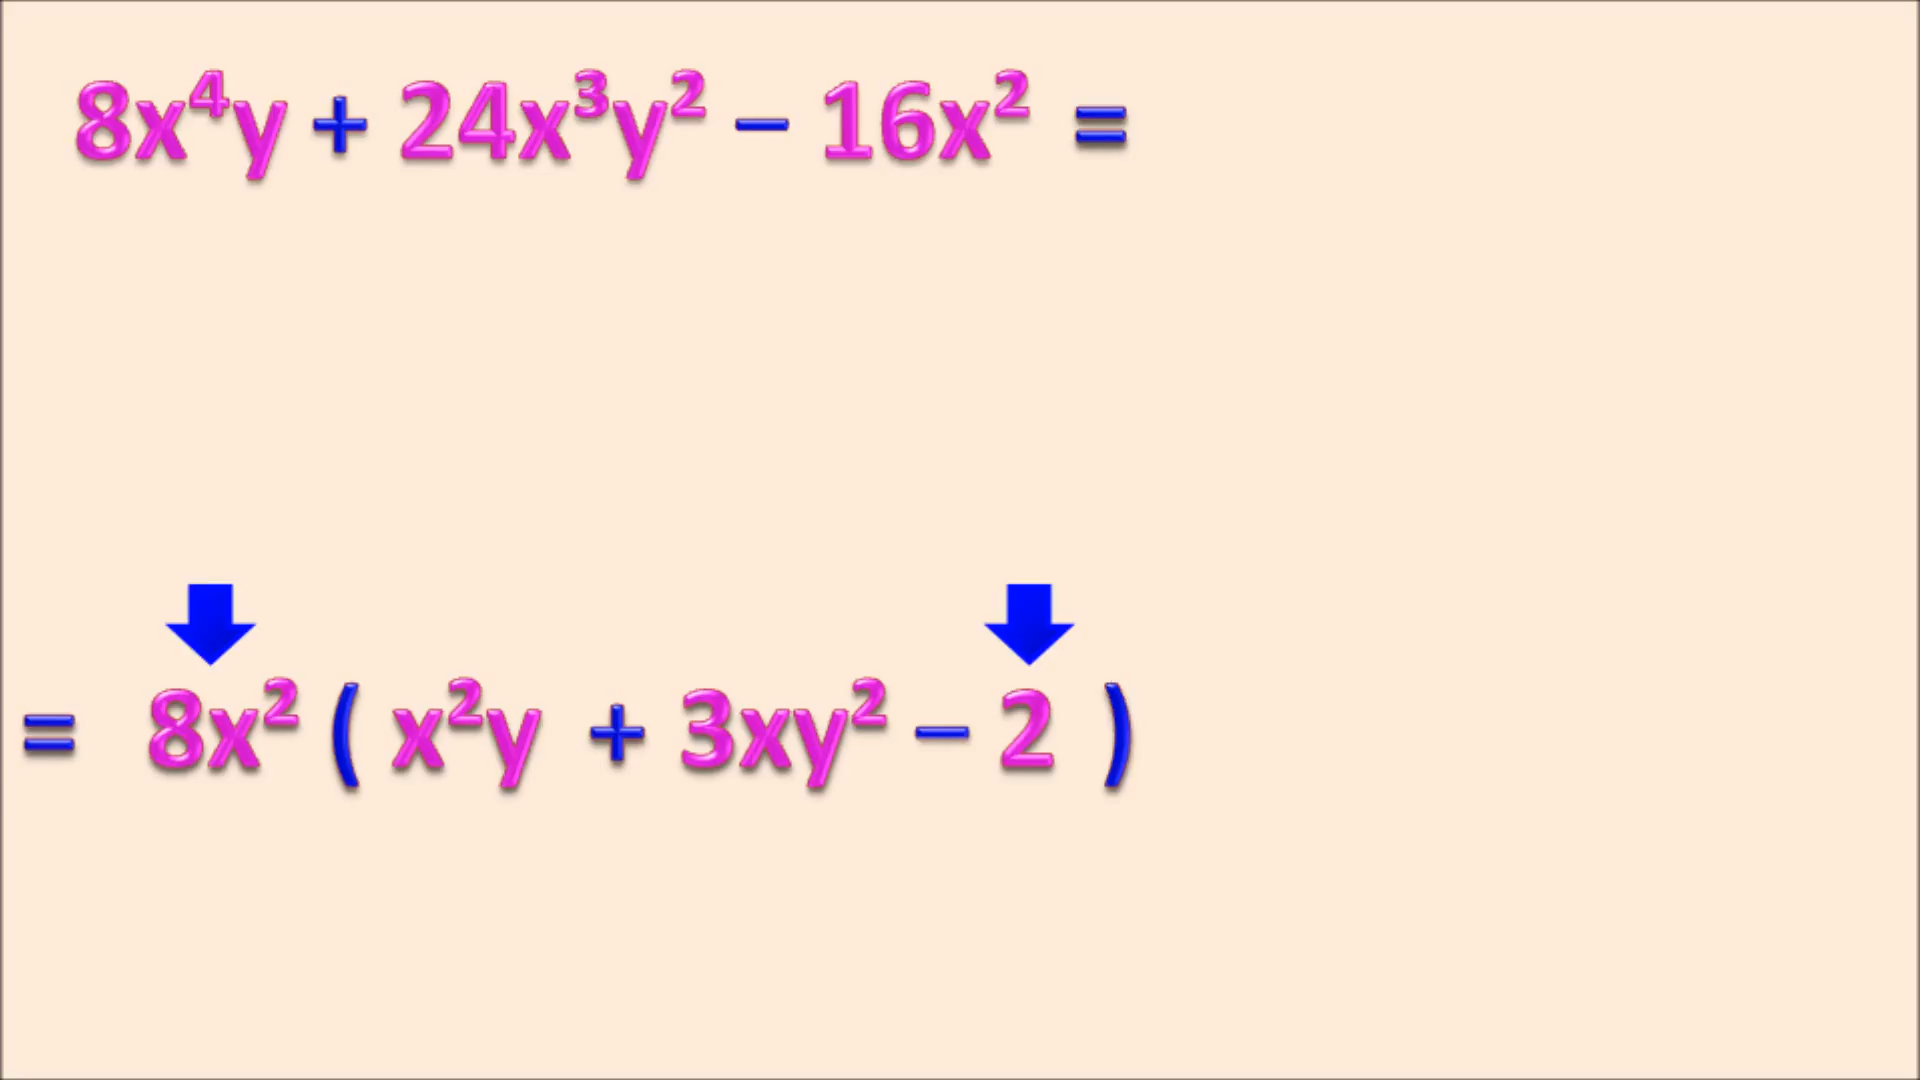 8x⁴y + 24x³y² – 16x² =
= 8x² ( x²y + 3xy² – 2 )